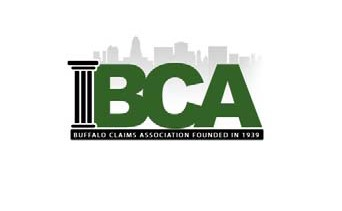 BCA
BUFFALO CLAIMS ASSOCIATION FOUNDED IN 1939